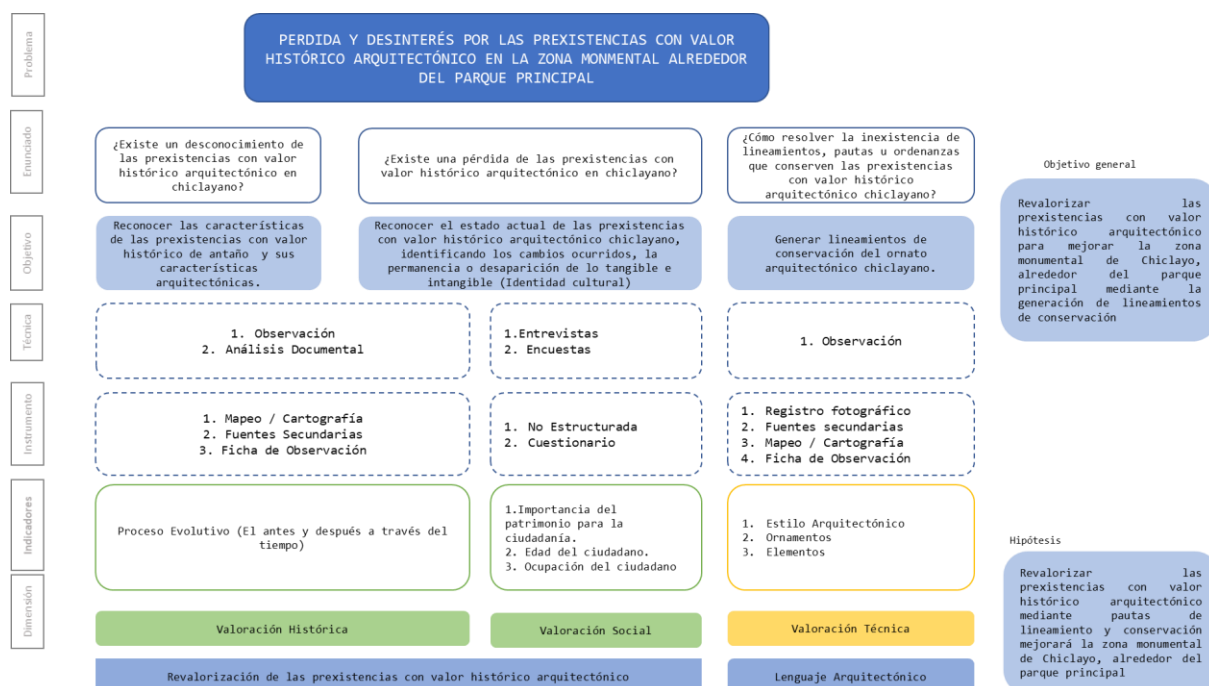 Problema
PERDIDA Y DESINTERÉS POR LAS PREXISTENCIAS CON VALOR
HISTÓRICO ARQUITECTÓNICO EN LA ZONA MONMENTAL ALREDEDOR
DEL PARQUE PRINCIPAL
Enunciado
¿Existe un desconocimiento de
las prexistencias con valor
histórico arquitectónico en
chiclayano?
¿Existe una pérdida de las prexistencias con
valor histórico arquitectónico en chiclayano?
¿Cómo resolver la inexistencia de
lineamientos, pautas u ordenanzas
que conserven las prexistencias
con valor histórico
arquitectónico chiclayano?
Objetivo
Reconocer las características
de las prexistencias con valor
histórico de antaño y sus
características
arquitectónicas.
Reconocer el estado actual de las prexistencias
con valor histórico arquitectónico chiclayano,
identificando los cambios ocurridos, la
permanencia o desaparición de lo tangible e
intangible (Identidad cultural)
Generar lineamientos de
conservación del ornato
arquitectónico chiclayano.
Objetivo general
Revalorizar las
prexistencias con valor
histórico arquitectónico
para mejorar la zona
monumental de Chiclayo,
alrededor del parque
principal mediante la
generación de lineamientos
de conservación
Técnica
1. Observación
2. Análisis Documental
1.Entrevistas
2. Encuestas
1. Observación
Instrumento
1. Mapeo / Cartografía
2. Fuentes Secundarias
3. Ficha de Observación
1. No Estructurada
2. Cuestionario
1. Registro fotográfico
2. Fuentes secundarias
3. Mapeo / Cartografía
4. Ficha de Observación
Indicadores
Proceso Evolutivo (El antes y después a través del
tiempo)
1.Importancia del
patrimonio para la
ciudadanía.
2. Edad del ciudadano.
3. Ocupación del ciudadano
1. Estilo Arquitectónico
2. Ornamentos
3. Elementos
Hipótesis
Revalorizar las
prexistencias con valor
histórico arquitectónico
mediante pautas de
lineamiento y conservación
mejorará la zona monumental
de Chiclayo, alrededor del
parque principal
Dimensión
Valoración Histórica
Valoración Social
Valoración Técnica
Revalorización de las prexistencias con valor histórico arquitectónico
Lenguaje Arquitectónico